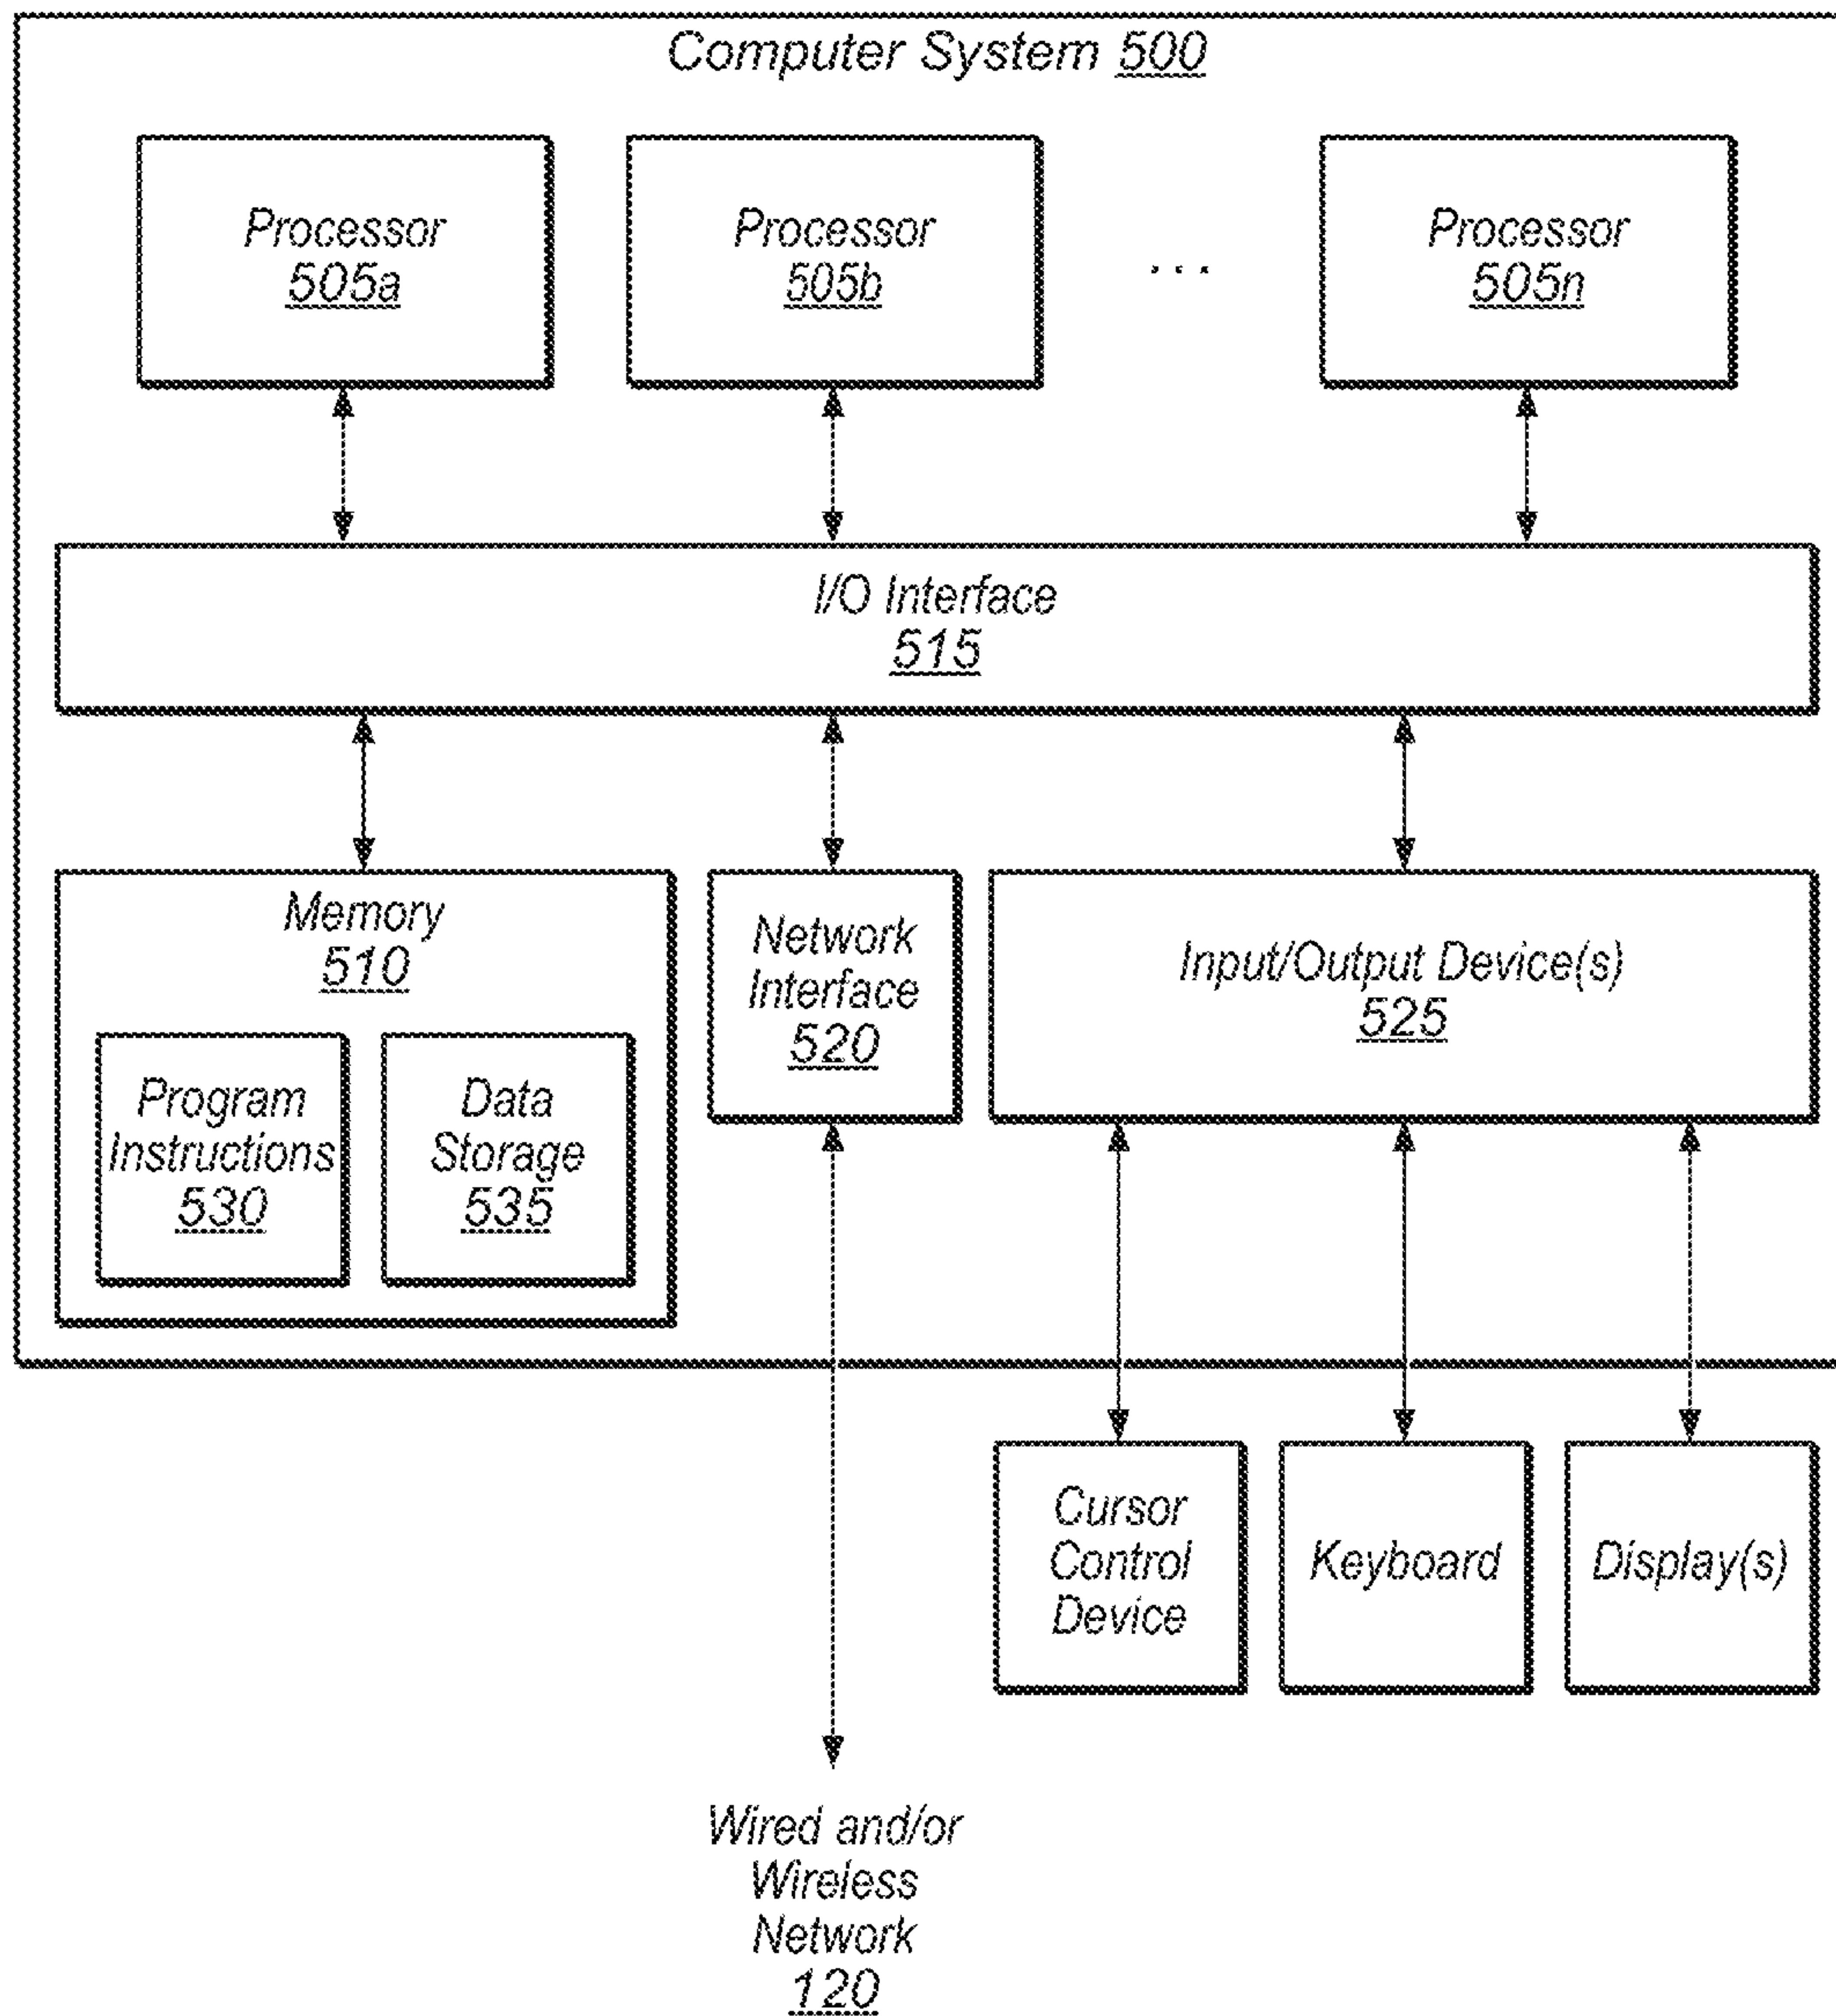 Computer System 500
Processor
505a
Processor
505b
...
Processor
505n
I/O Interface
515
Memory
510
Program
Instructions
530
Data
Storage
535
Network
Interface
520
Input/Output Device(s)
525
Cursor
Control
Device
Keyboard
Display(s)
Wired and/or
Wireless
Network
120